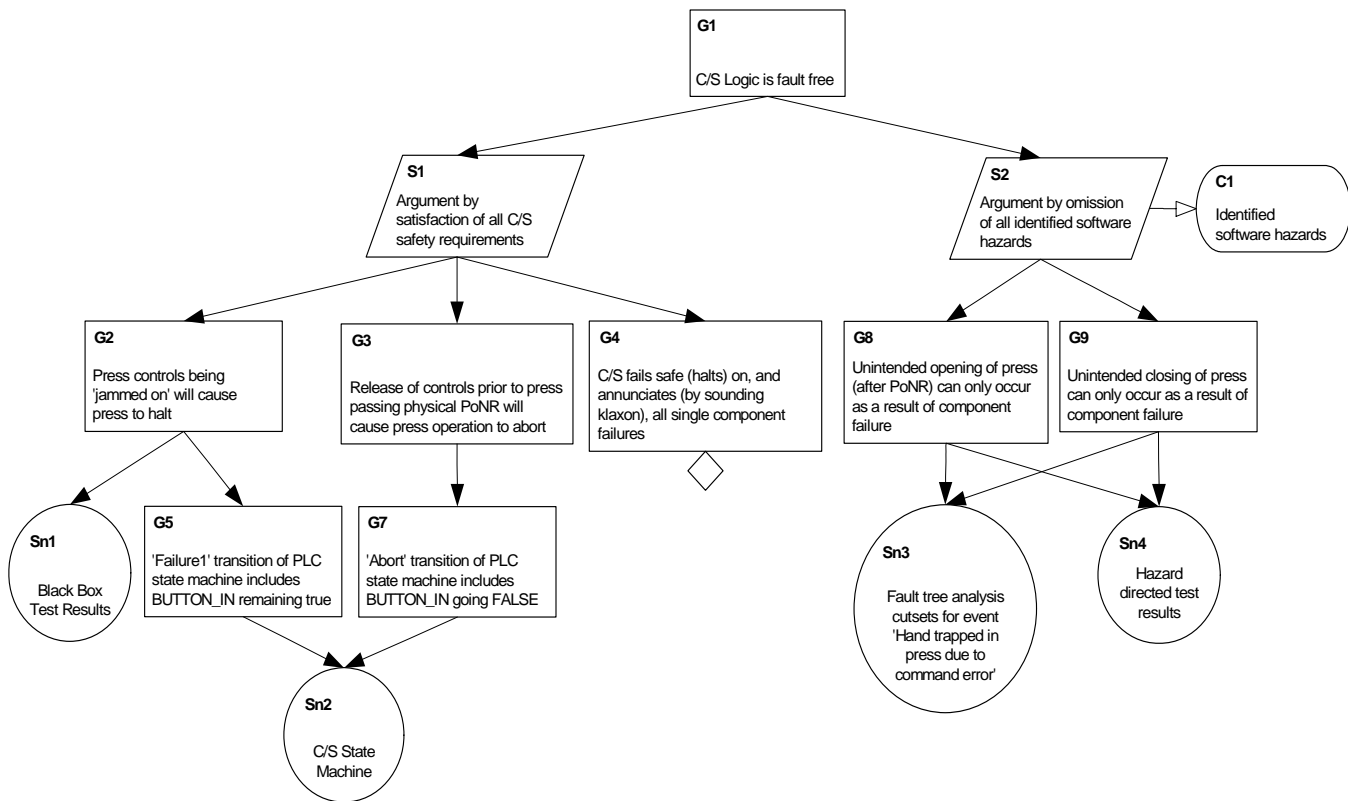 G1
C/S Logic is fault free
S1
Argument by
satisfaction of all C/S
safety requirements
S2
Argument by omission
of all identified software
hazards
C1
Identified
software hazards
G2
Press controls being
'jammed on' will cause
press to halt
G3
Release of controls prior to press
passing physical PoNR will
cause press operation to abort
G4
C/S fails safe (halts) on, and
annunciates (by sounding
klaxon), all single component
failures
G8
Unintended opening of press
(after PoNR) can only occur
as a result of component
failure
G9
Unintended closing of press
can only occur as a result of
component failure
Sn1
Black Box
Test Results
G5
'Failure1' transition of PLC
state machine includes
BUTTON_IN remaining true
G7
'Abort' transition of PLC
state machine includes
BUTTON_IN going FALSE
Sn3
Fault tree analysis
cutsets for event
'Hand trapped in
press due to
command error'
Sn4
Hazard
directed test
results
Sn2
C/S State
Machine